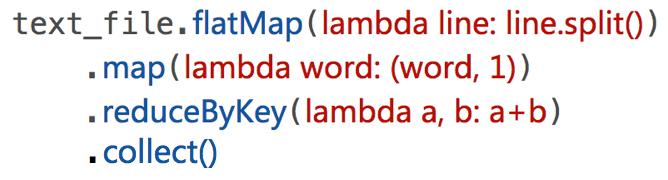 text_file.flatMap(lambda line: line.split())
.map(lambda word: (word, 1))
.reduceByKey(lambda a, b: a+b)
.collect()